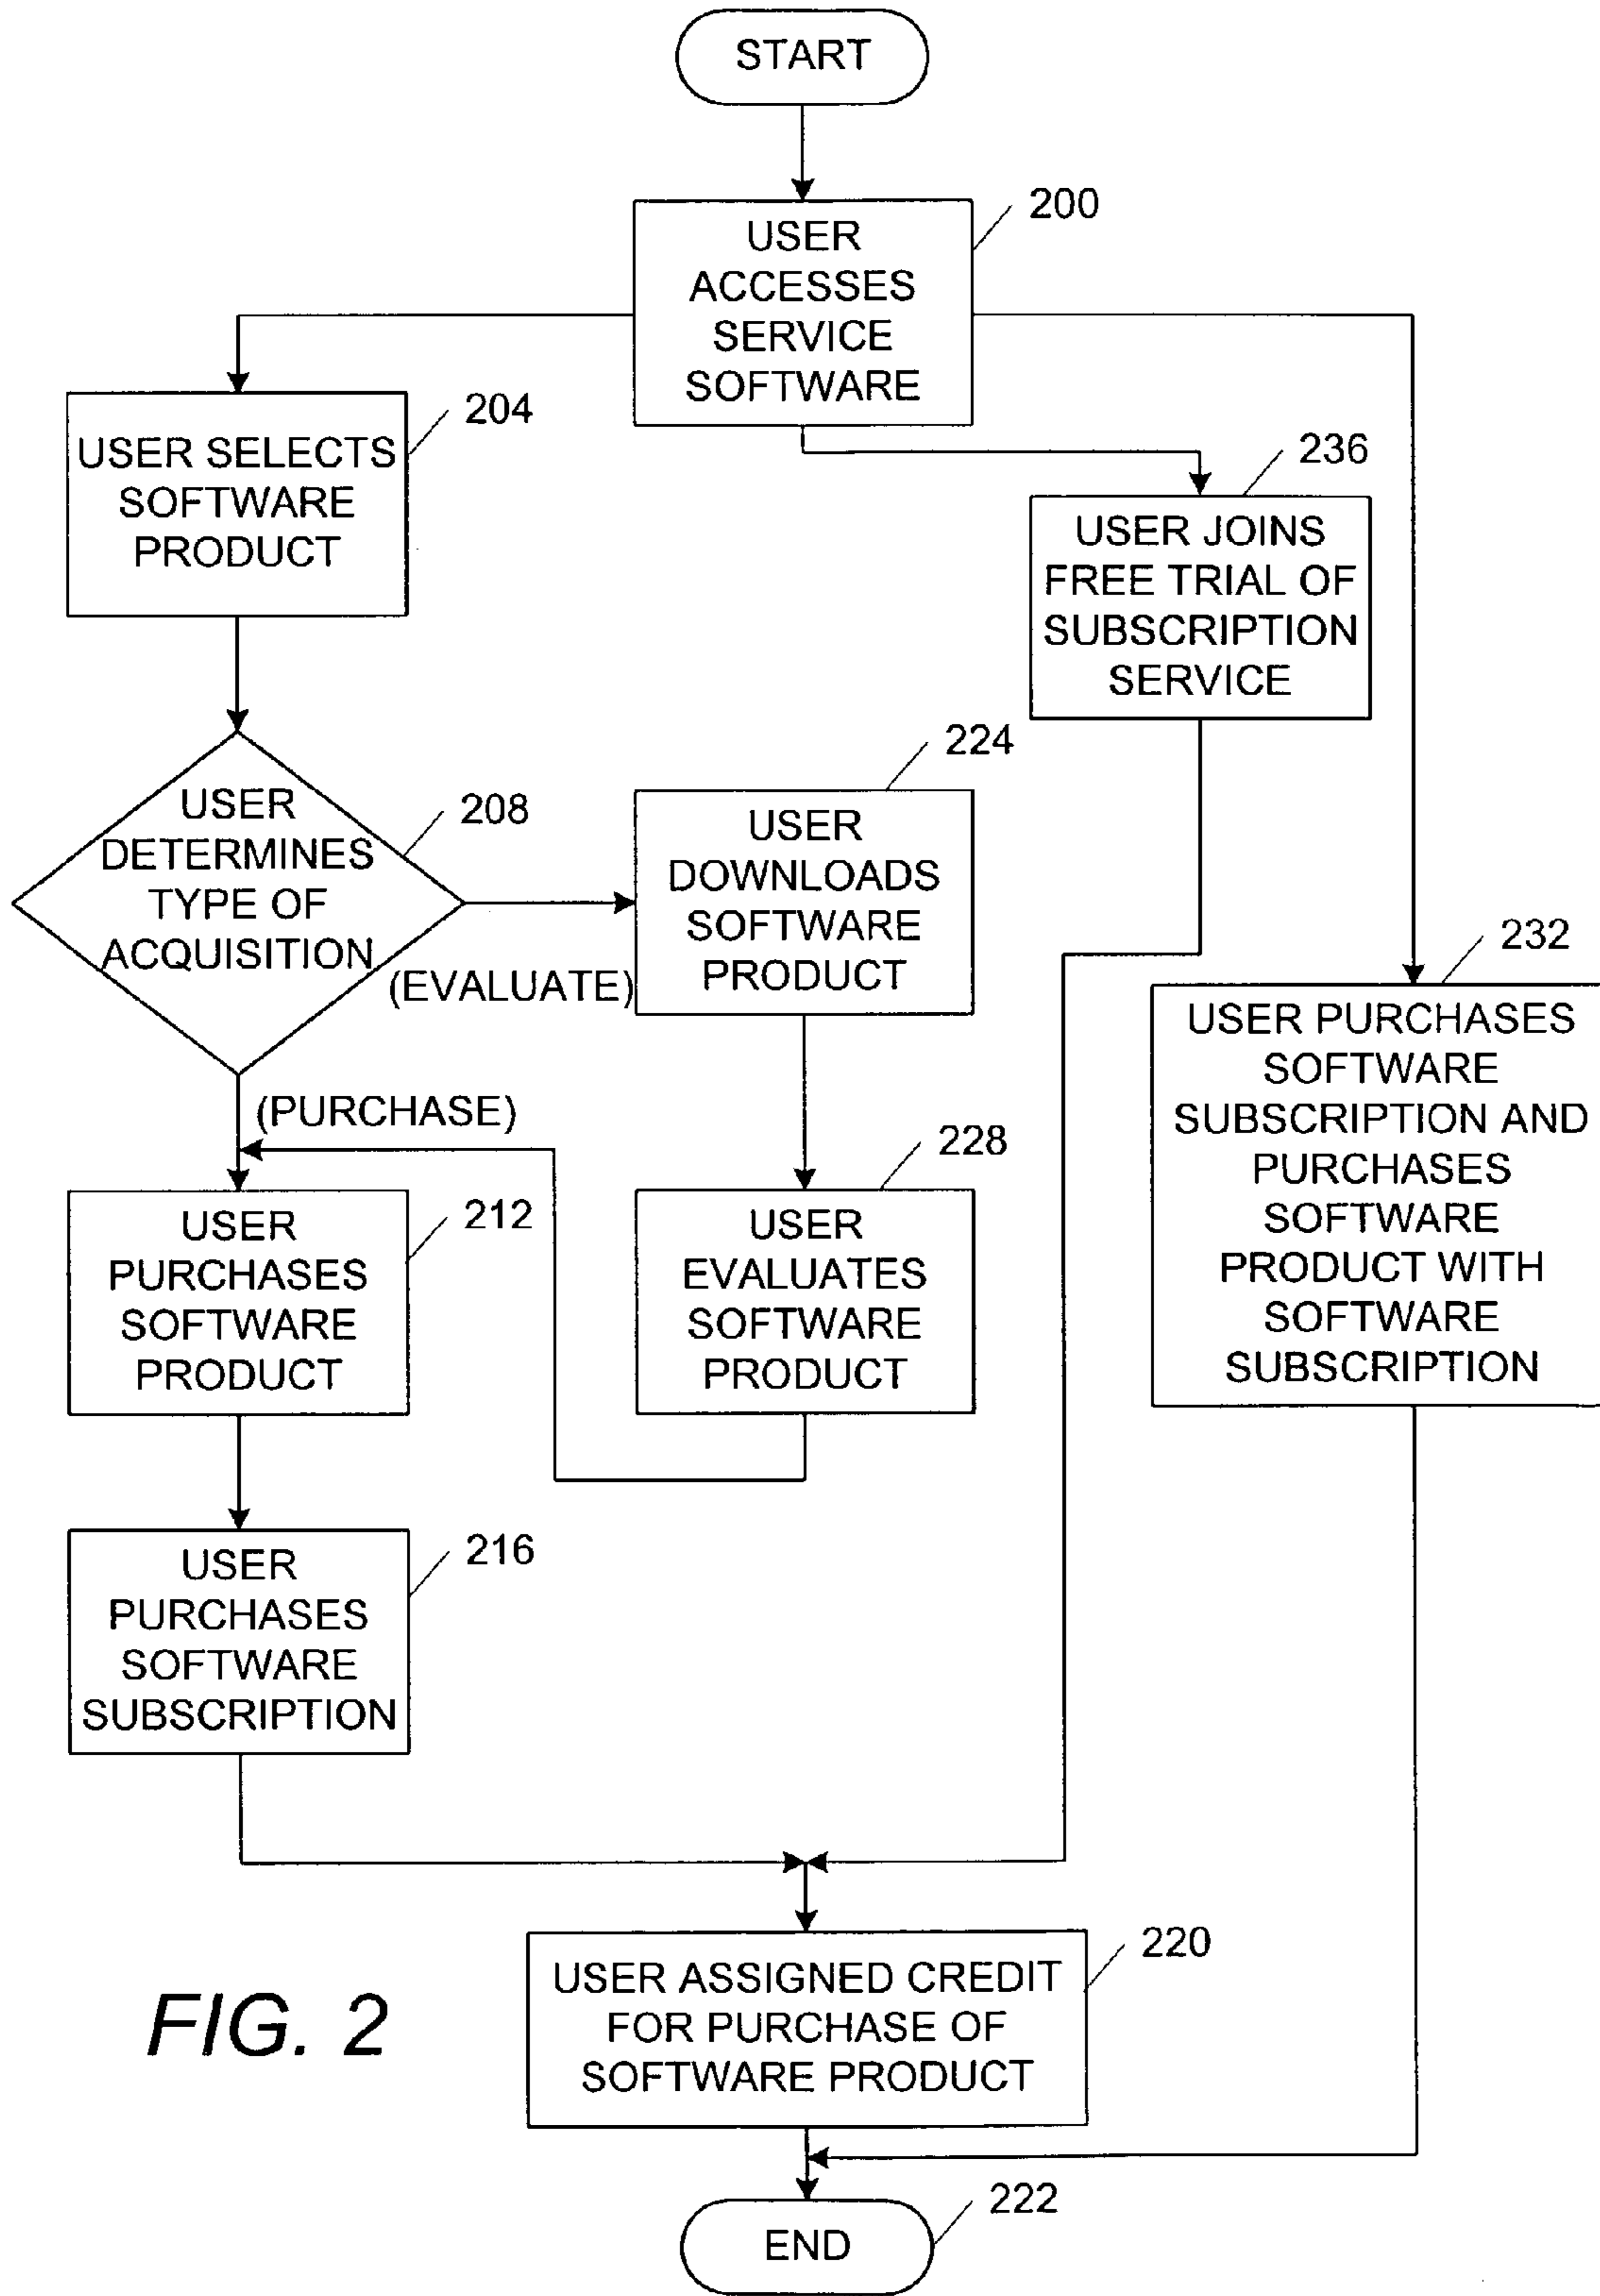 START
200
USER
ACCESSES
SERVICE
SOFTWARE
204
USER SELECTS
SOFTWARE
PRODUCT
236
USER JOINS
FREE TRIAL OF
SUBSCRIPTION
SERVICE
208
USER
DETERMINES
TYPE OF
ACQUISITION
(EVALUATE)
(PURCHASE)
224
USER
DOWNLOADS
SOFTWARE
PRODUCT
232
USER PURCHASES
SOFTWARE
SUBSCRIPTION AND
PURCHASES
SOFTWARE
PRODUCT WITH
SOFTWARE
SUBSCRIPTION
212
USER
PURCHASES
SOFTWARE
PRODUCT
228
USER
EVALUATES
SOFTWARE
PRODUCT
216
USER
PURCHASES
SOFTWARE
SUBSCRIPTION
220
USER ASSIGNED CREDIT
FOR PURCHASE OF
SOFTWARE PRODUCT
FIG. 2
222
END